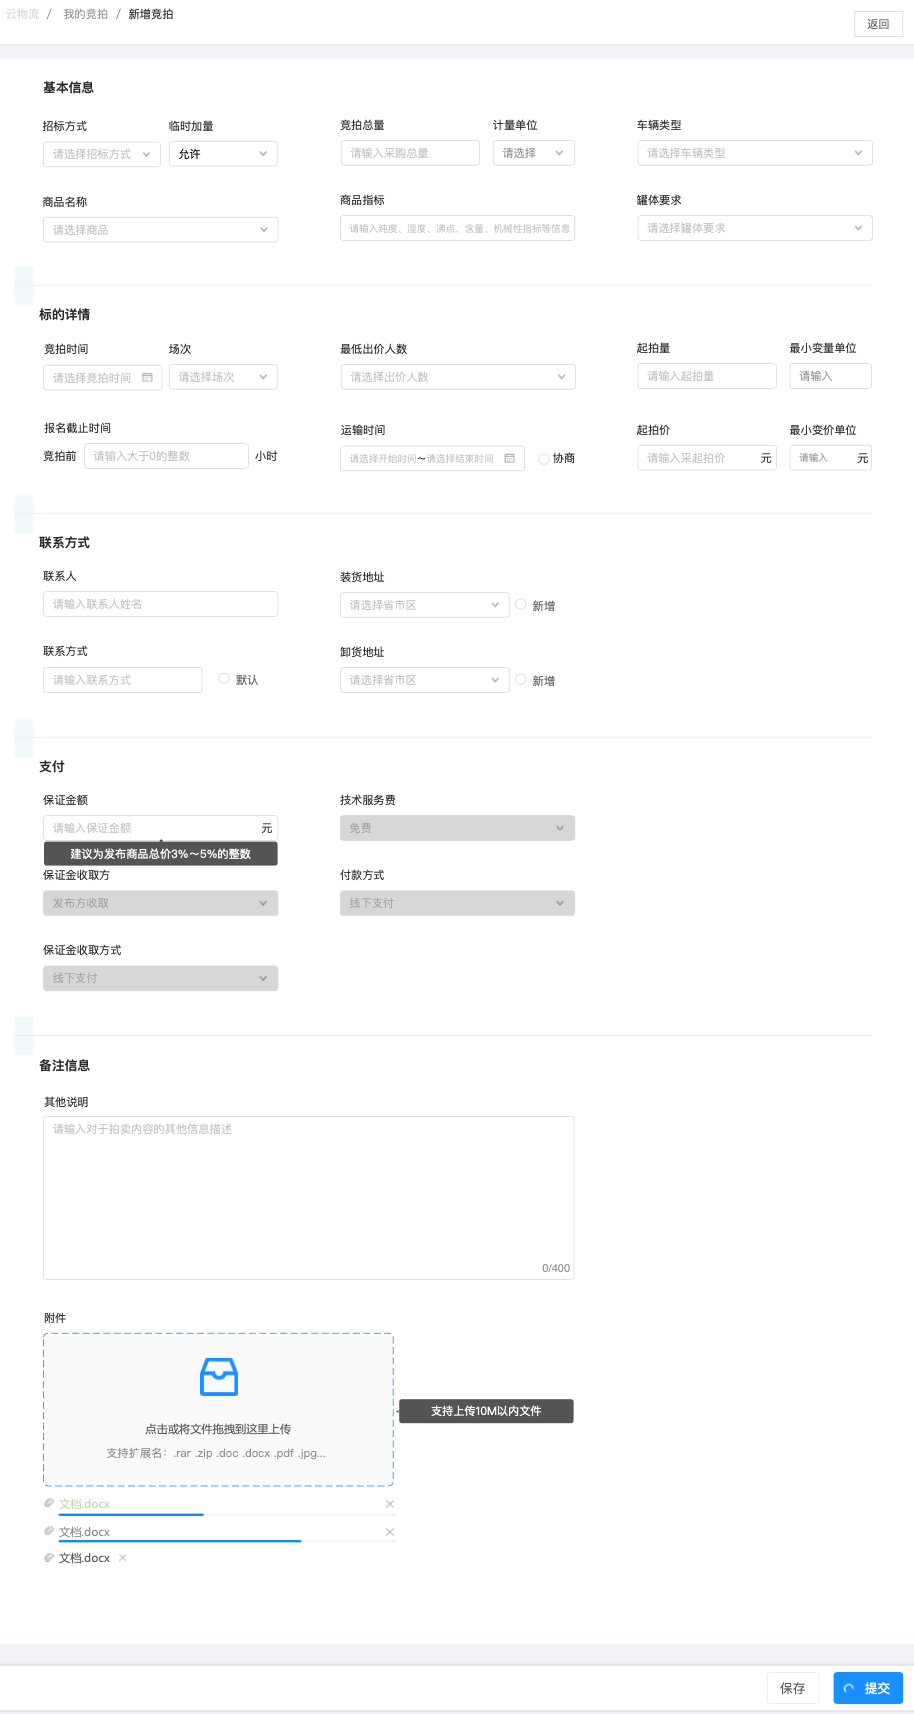 云物流 / 我的竞拍 / 新增竞拍
返回
基本信息
招标方式 临时加量 竞拍总量 计量单位 车辆类型
请选择招标方式 允许 请输入采购总量 请选择 请选择车辆类型
商品名称 商品指标 罐体要求
请选择商品 请输入纯度、湿度、沸点、含量、机械性指标等信息 请选择罐体要求
标的详情
竞拍时间 场次 最低出价人数 起拍量 最小变量单位
请选择竞拍时间 请选择场次 请选择出价人数 请输入起拍量 请输入
报名截止时间 运输时间 起拍价 最小变价单位
竞拍前 请输入大于0的整数 小时 请选择开始时间~请选择结束时间 协商 请输入采起拍价 元 请输入 元
联系方式
联系人 装货地址
请输入联系人姓名 请选择省市区 新增
联系方式 卸货地址
请输入联系方式 默认 请选择省市区 新增
支付
保证金额 技术服务费
请输入保证金额 元 免费
建议为发布商品总价3%～5%的整数
保证金收取方 付款方式
发布方收取 线下支付
保证金收取方式
线下支付
备注信息
其他说明
请输入对于拍卖内容的其他信息描述
0/400
附件
点击或将文件拖拽到这里上传
支持扩展名：.rar .zip .doc .docx .pdf .jpg...
支持上传10M以内文件
文档.docx
文档.docx
文档.docx
保存 提交